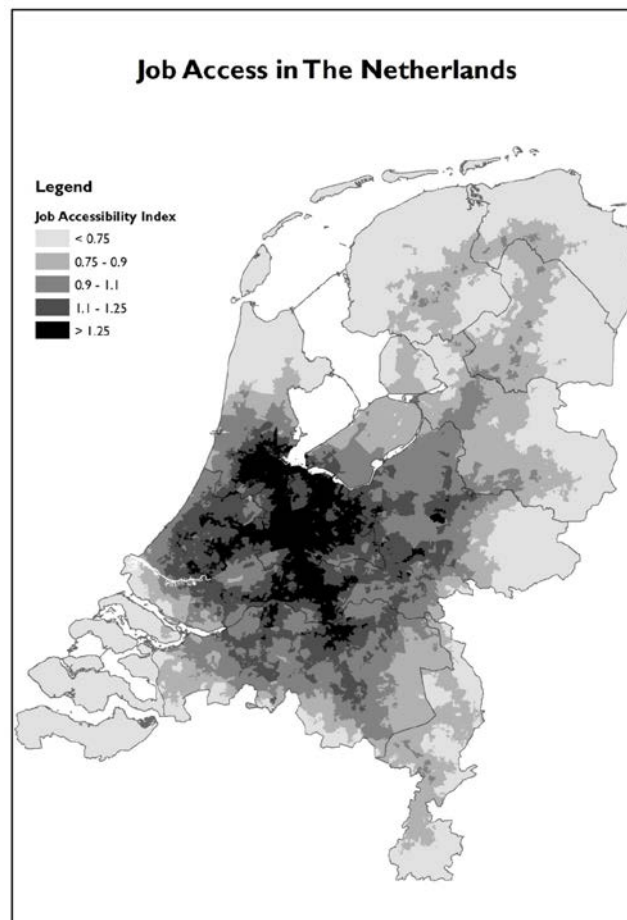 Job Access in The Netherlands
Legend
Job Accessibility Index
< 0.75
0.75 - 0.9
0.9 - 1.1
1.1 - 1.25
> 1.25